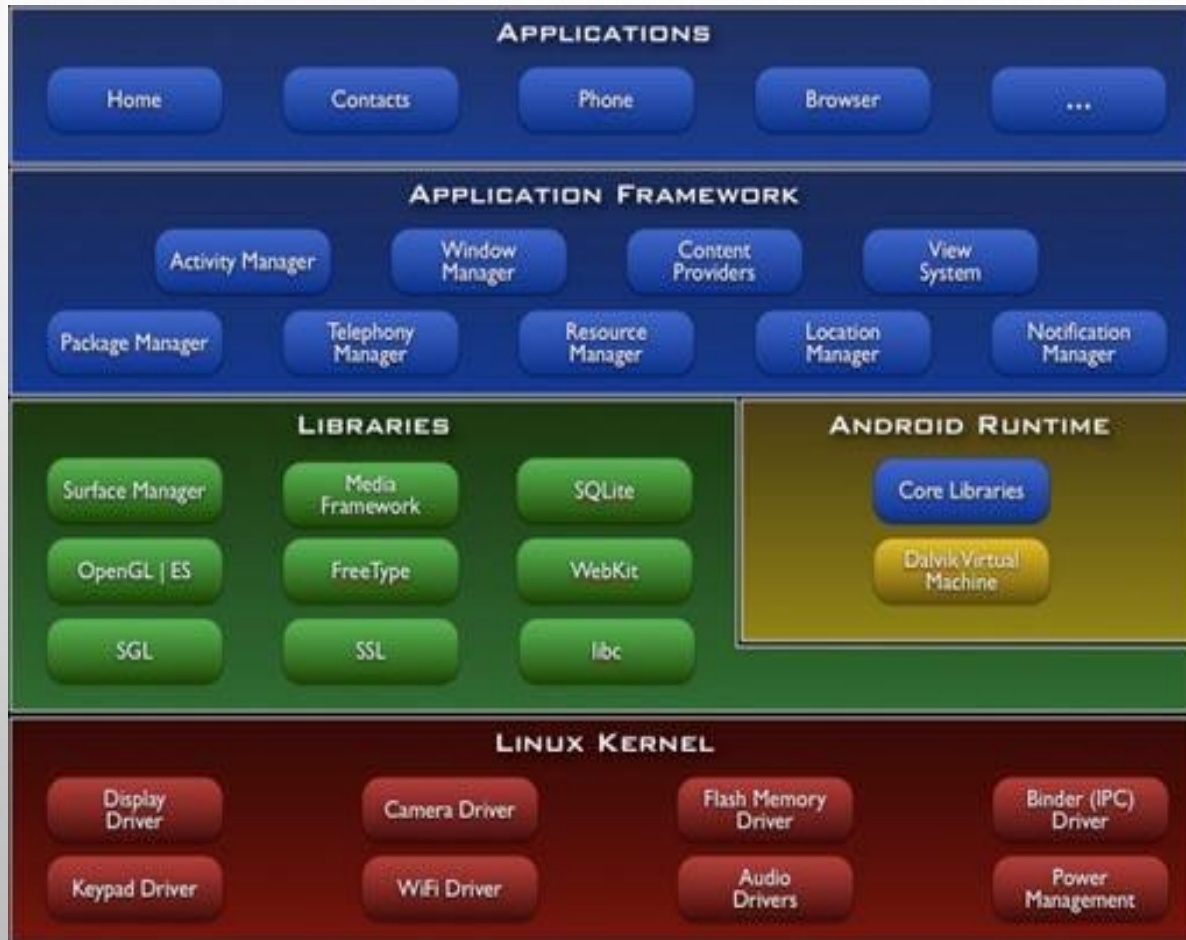 APPLICATIONS
Home
Contacts
Phone
Browser
...
APPLICATION FRAMEWORK
Activity Manager
Window
Manager
Content
Providers
View
System
Package Manager
Telephony
Manager
Resource
Manager
Location
Manager
Notification
Manager
LIBRARIES
Surface Manager
Media
Framework
SQLite
OpenGL | ES
FreeType
WebKit
SGL
SSL
libc
ANDROID RUNTIME
Core Libraries
Dalvik Virtual
Machine
LINUX KERNEL
Display
Driver
Camera Driver
Flash Memory
Driver
Binder (IPC)
Driver
Keypad Driver
WiFi Driver
Audio
Drivers
Power
Management